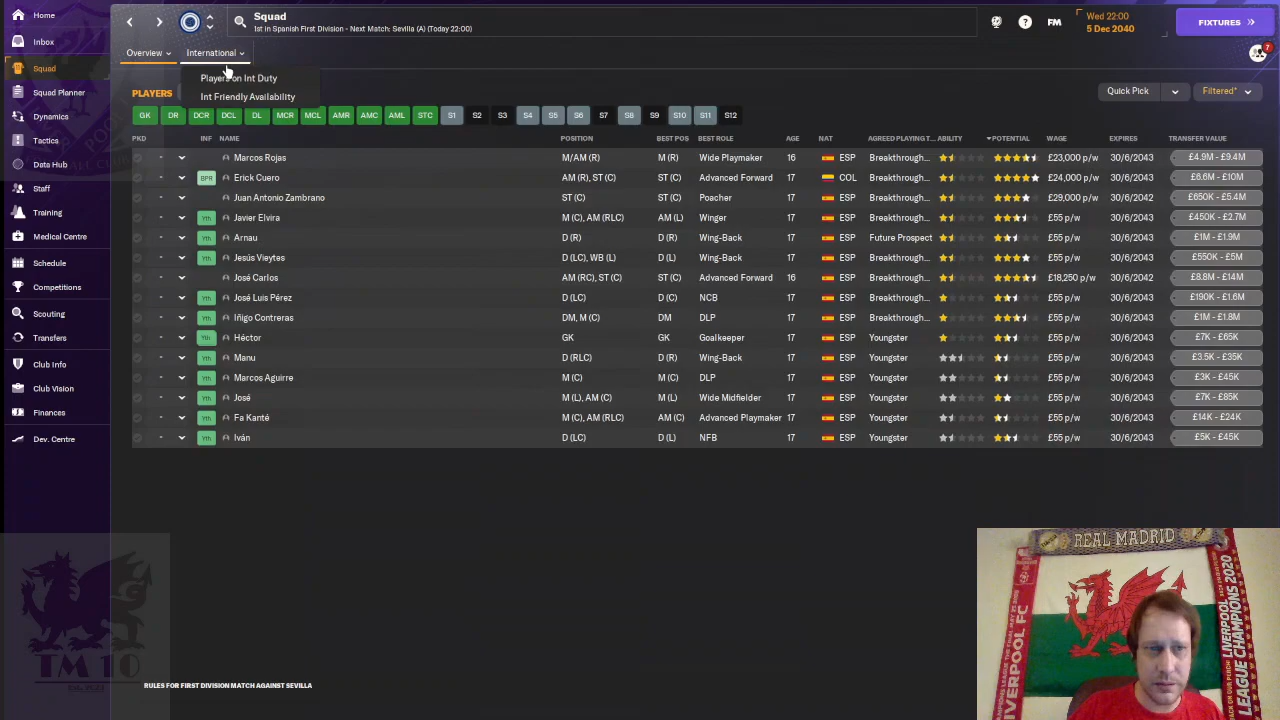 Home
Inbox
Squad
Squad Planner
Dynamics
Tactics
Data Hub
Staff
Training
Medical Centre
Schedule
Competitions
Scouting
Transfers
Club Info
Club Vision
Finances
Dev. Centre
Squad
1st in Spanish First Division - Next Match: Sevilla (A) (Today 22:00)
FM
Wed 22:00
5 Dec 2040
FIXTURES
Overview International 7
Players on Int Duty
Int Friendly Availability
PLAYERS Quick Pick Filtered*
GK DR DCR DCL DL MCR MCL AMR AMC AML STC S1 S2 S3 S4 S5 S6 S7 S8 S9 S10 S11 S12
PKD INF NAME POSITION BEST POS BEST ROLE AGE NAT AGREED PLAYING T... ABILITY POTENTIAL WAGE EXPIRES TRANSFER VALUE
- Marcos Rojas M/AM (R) M (R) Wide Playmaker 16 ESP Breakthrough... £23,000 p/w 30/6/2043 £4.9M - £9.4M
- BPR Erick Cuero AM (R), ST (C) ST (C) Advanced Forward 17 COL Breakthrough... £24,000 p/w 30/6/2043 £6.6M - £10M
- Juan Antonio Zambrano ST (C) ST (C) Poacher 17 ESP Breakthrough... £29,000 p/w 30/6/2042 £650K - £5.4M
- Yth Javier Elvira M (C), AM (RLC) AM (L) Winger 17 ESP Breakthrough... £55 p/w 30/6/2043 £450K - £2.7M
- Yth Arnau D (R) D (R) Wing-Back 17 ESP Future Prospect £55 p/w 30/6/2043 £1M - £1.9M
- Yth Jesús Vieytes D (LC), WB (L) D (L) Wing-Back 17 ESP Breakthrough... £55 p/w 30/6/2043 £550K - £5M
- José Carlos AM (RC), ST (C) ST (C) Advanced Forward 16 ESP Breakthrough... £18,250 p/w 30/6/2042 £8.8M - £14M
- Yth José Luis Pérez D (LC) D (C) NCB 17 ESP Breakthrough... £55 p/w 30/6/2043 £190K - £1.6M
- Yth Iñigo Contreras DM, M (C) DM DLP 17 ESP Breakthrough... £55 p/w 30/6/2043 £1M - £1.8M
- Yth Héctor GK GK Goalkeeper 17 ESP Youngster £55 p/w 30/6/2043 £7K - £65K
- Yth Manu D (RLC) D (R) Wing-Back 17 ESP Youngster £55 p/w 30/6/2043 £3.5K - £35K
- Yth Marcos Aguirre M (C) M (C) DLP 17 ESP Youngster £55 p/w 30/6/2043 £3K - £45K
- Yth José M (L), AM (C) M (L) Wide Midfielder 17 ESP Youngster £55 p/w 30/6/2043 £7K - £85K
- Yth Fa Kanté M (C), AM (RLC) AM (C) Advanced Playmaker 17 ESP Youngster £55 p/w 30/6/2043 £14K - £24K
- Yth Iván D (LC) D (L) NFB 17 ESP Youngster £55 p/w 30/6/2043 £5K - £45K
RULES FOR FIRST DIVISION MATCH AGAINST SEVILLA
TM 10
REAL MADRID
LIVERPOOL FC
LIVERPOOL
LEAGUE CHAMPIONS 2020